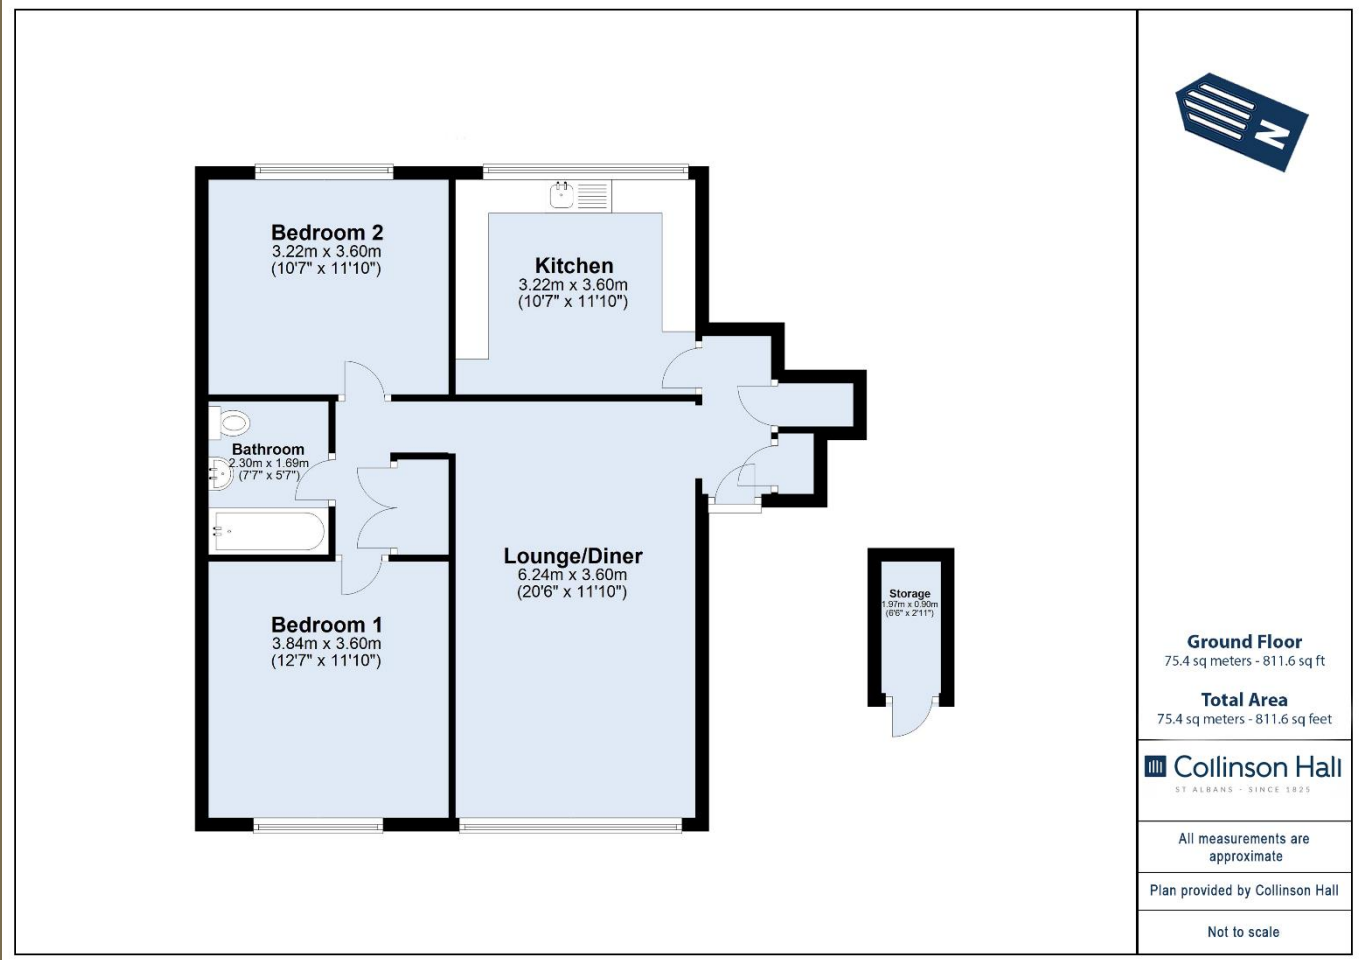 Bedroom 2
3.22m x 3.60m
(10'7" x 11'10")
Kitchen
3.22m x 3.60m
(10'7" x 11'10")
Bathroom
2.30m x 1.69m
(7'7" x 5'7")
Lounge/Diner
6.24m x 3.60m
(20'6" x 11'10")
Bedroom 1
3.84m x 3.60m
(12'7" x 11'10")
Storage
1.97m x 0.90m
(6'6" x 2'11")
N
Ground Floor
75.4 sq meters - 811.6 sq ft
Total Area
75.4 sq meters - 811.6 sq feet
Collinson Hall
ST ALBANS - SINCE 1825
All measurements are
approximate
Plan provided by Collinson Hall
Not to scale